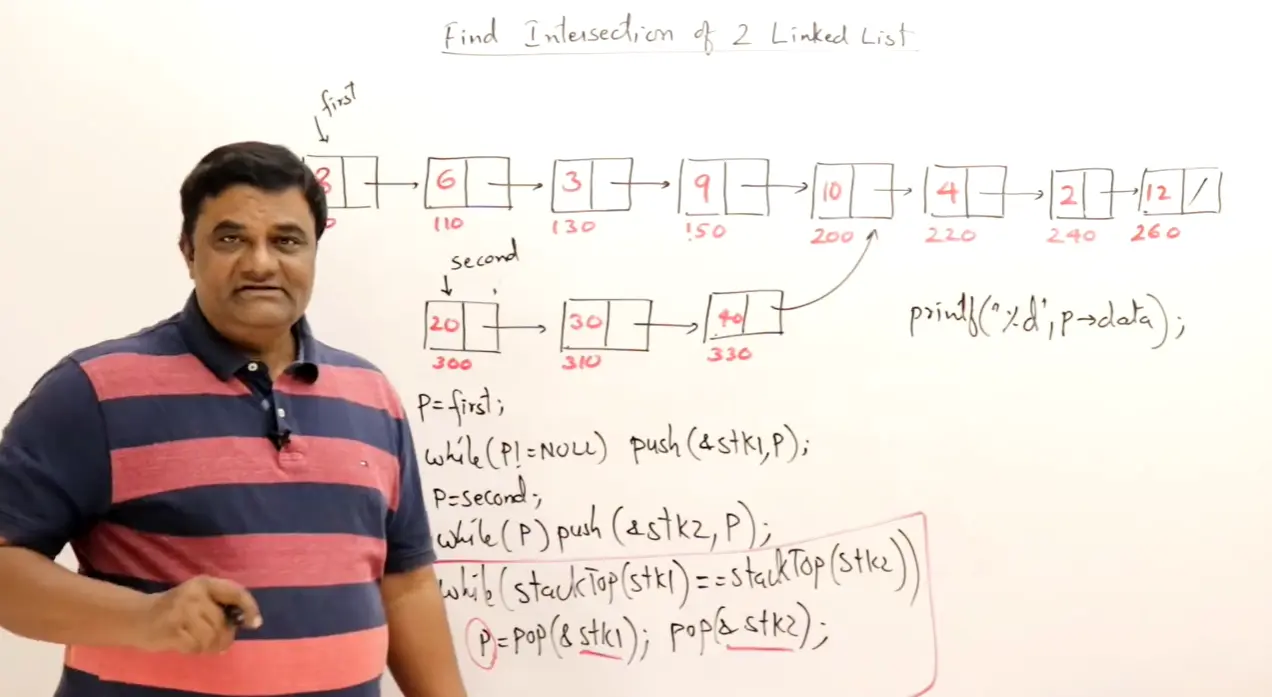 Find Intersection of 2 Linked List
first
8 6 3 9 10 4 2 12 /
110 130 150 200 220 240 260
second
20 30 40
300 310 330
printf("%d", p→data);
P=first;
while(P!=NULL) push(&stk1,P);
P=second;
while(P) push(&stk2, P);
while(stackTop(stk1)==stackTop(stk2))
P=pop(&stk1); pop(&stk2);